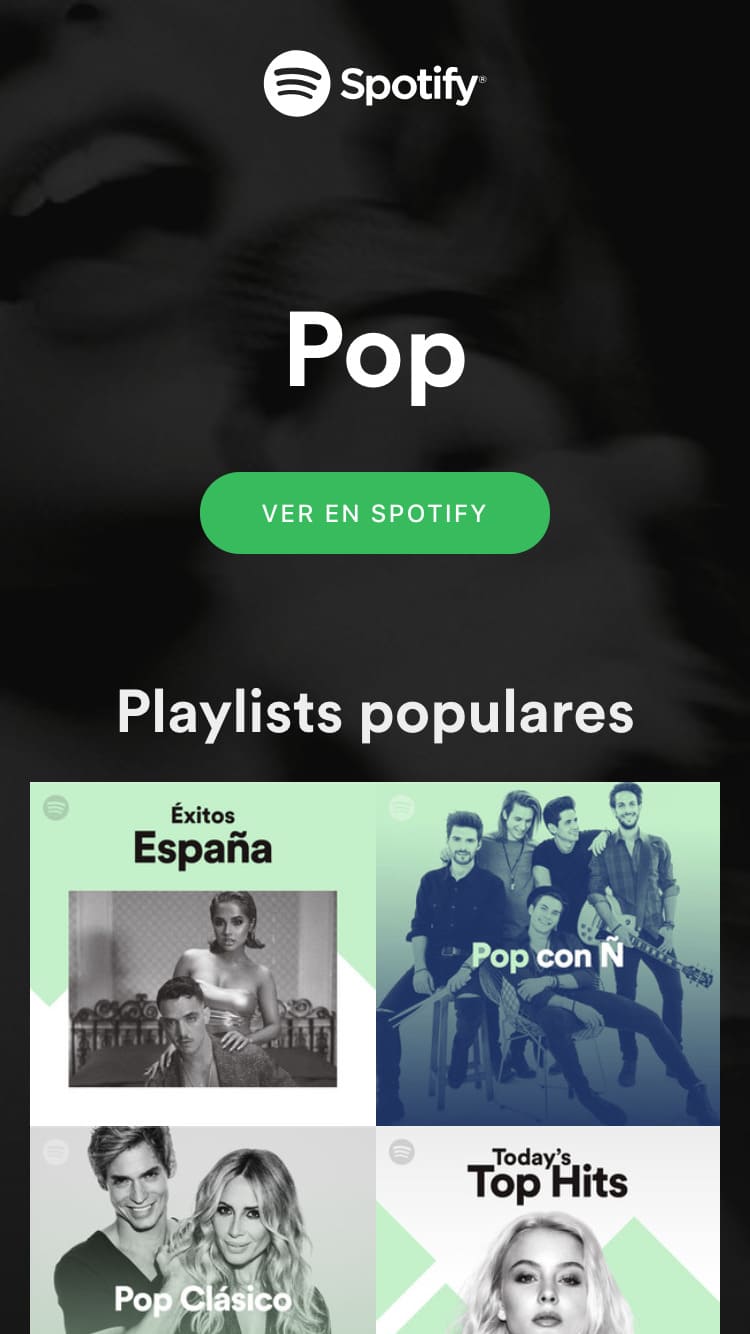 Spotify®
Pop
VER EN SPOTIFY
Playlists populares
Éxitos
España
Pop con Ñ
Pop Clásico
Today's
Top Hits